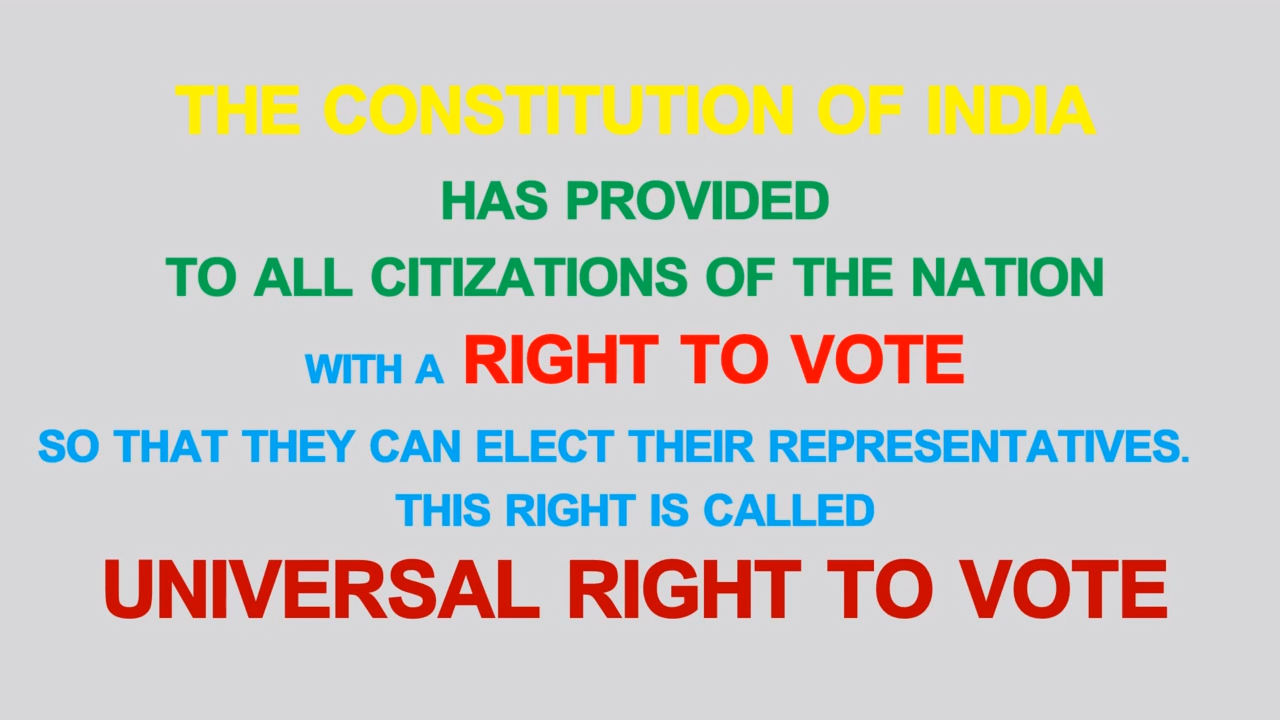 THE CONSTITUTION OF INDIA
HAS PROVIDED
TO ALL CITIZATIONS OF THE NATION
WITH A RIGHT TO VOTE
SO THAT THEY CAN ELECT THEIR REPRESENTATIVES.
THIS RIGHT IS CALLED
UNIVERSAL RIGHT TO VOTE